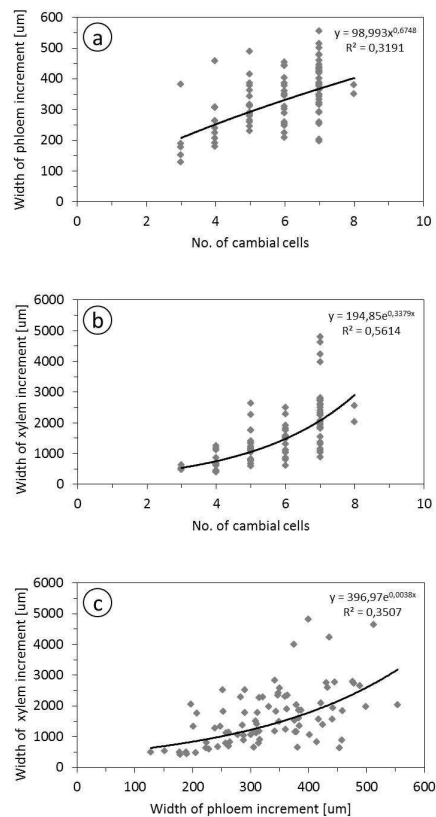 a
y = 98,993x^0,6748
R² = 0,3191
Width of phloem increment [um]
600
500
400
300
200
100
0
0 2 4 6 8 10
No. of cambial cells
b
y = 194,85e^0,3379x
R² = 0,5614
Width of xylem increment [um]
6000
5000
4000
3000
2000
1000
0
0 2 4 6 8 10
No. of cambial cells
c
y = 396,97e^0,0038x
R² = 0,3507
Width of xylem increment [um]
6000
5000
4000
3000
2000
1000
0
0 100 200 300 400 500 600
Width of phloem increment [um]